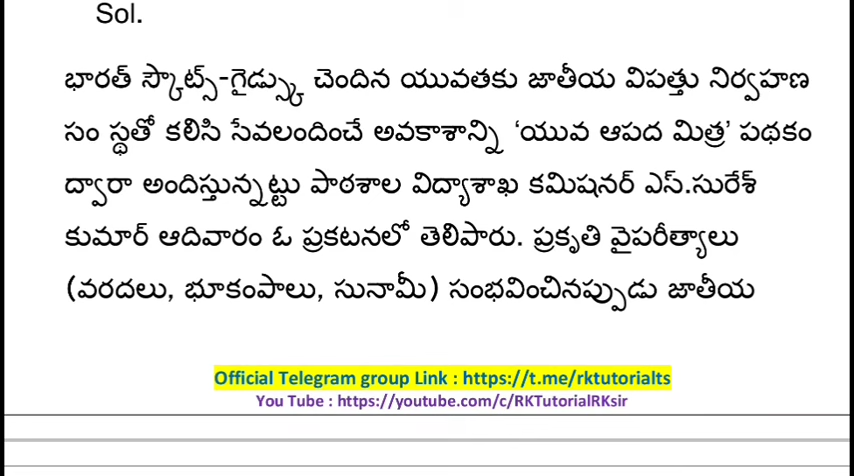 Sol.
భారత్ స్కౌట్స్-గైడ్స్కు చెందిన యువతకు జాతీయ విపత్తు నిర్వహణ
సం స్థతో కలిసి సేవలందించే అవకాశాన్ని ‘యువ ఆపద మిత్ర’ పథకం
ద్వారా అందిస్తున్నట్టు పాఠశాల విద్యాశాఖ కమిషనర్ ఎస్.సురేశ్
కుమార్ ఆదివారం ఓ ప్రకటనలో తెలిపారు. ప్రకృతి వైపరీత్యాలు
(వరదలు, భూకంపాలు, సునామీ) సంభవించినప్పుడు జాతీయ
Official Telegram group Link : https://t.me/rktutorialts
You Tube : https://youtube.com/c/RKTutorialRKsir